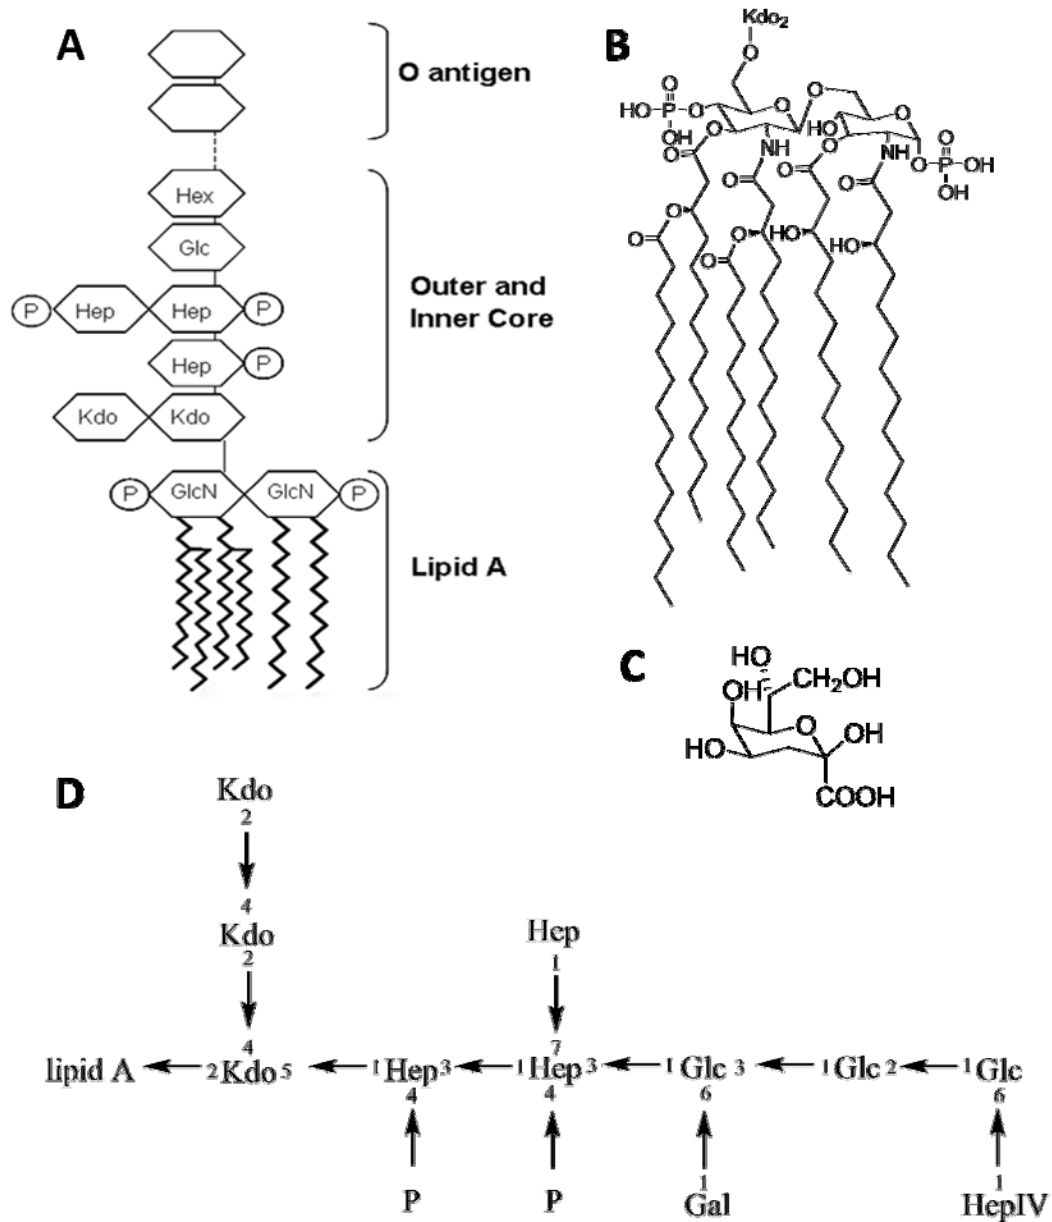 A
O antigen
Hex
Glc
P Hep Hep P
Hep P
Kdo Kdo
Outer and
Inner Core
P GlcN GlcN P
Lipid A
B
Kdo2
O
O
HO P O O O O
OH O HO O O
O NH O NH O P OH
O O O O OH
O O HO HO
O O
C
HO
OH CH2OH
O OH
HO
COOH
D
Kdo
2
4
Kdo Hep
2 1
4 7
lipid A 2Kdo5 1Hep3 1Hep3 1Glc 3 1Glc2 1Glc
4 4 6 6
1 1
P P Gal HepIV